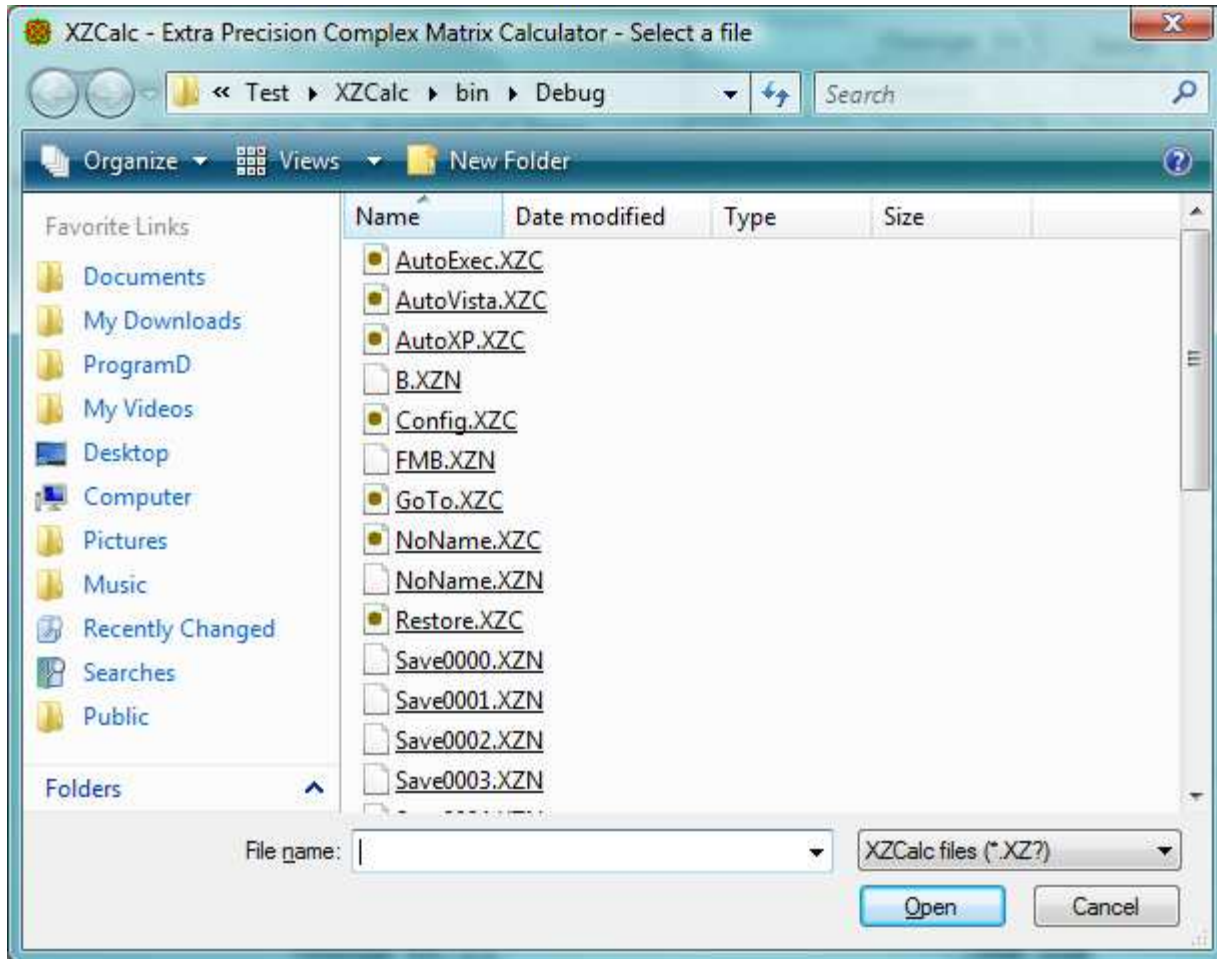 XZCalc - Extra Precision Complex Matrix Calculator - Select a file
« Test XZCalc bin Debug
Search
Organize Views New Folder
Favorite Links
Documents
My Downloads
ProgramD
My Videos
Desktop
Computer
Pictures
Music
Recently Changed
Searches
Public
Folders
Name Date modified Type Size
AutoExec.XZC
AutoVista.XZC
AutoXP.XZC
B.XZN
Config.XZC
FMB.XZN
GoTo.XZC
NoName.XZC
NoName.XZN
Restore.XZC
Save0000.XZN
Save0001.XZN
Save0002.XZN
Save0003.XZN
File name:
XZCalc files (*.XZ?)
Open Cancel